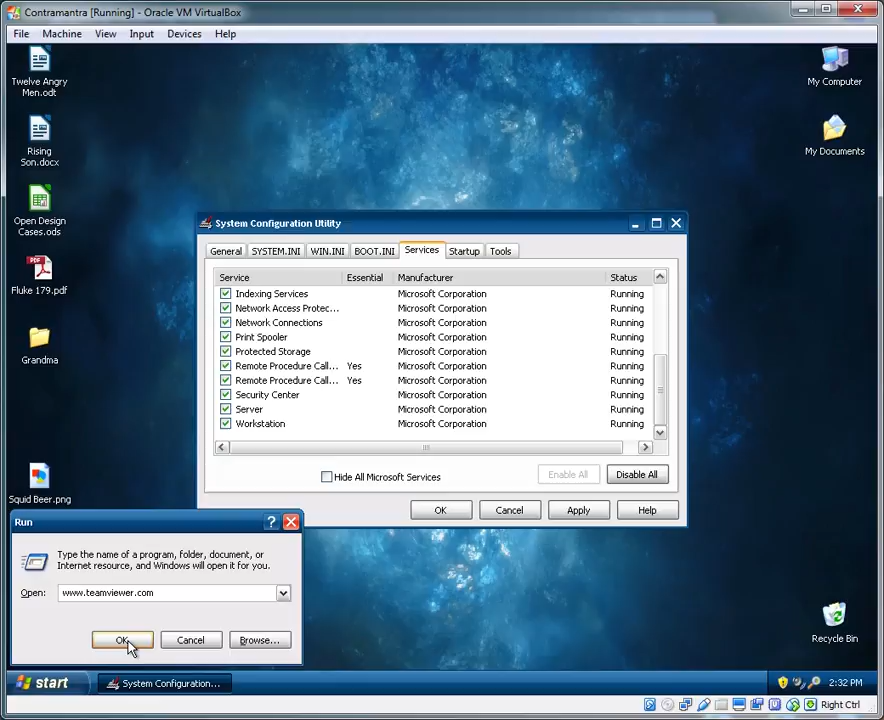 Contramantra [Running] - Oracle VM VirtualBox
File Machine View Input Devices Help
Twelve Angry
Men.odt
My Computer
Rising
Son.docx
My Documents
Open Design
Cases.ods
System Configuration Utility
General SYSTEM.INI WIN.INI BOOT.INI Services Startup Tools
Service Essential Manufacturer Status
Indexing Services Microsoft Corporation Running
Network Access Protec... Microsoft Corporation Running
Network Connections Microsoft Corporation Running
Print Spooler Microsoft Corporation Running
Protected Storage Microsoft Corporation Running
Remote Procedure Call... Yes Microsoft Corporation Running
Remote Procedure Call... Yes Microsoft Corporation Running
Security Center Microsoft Corporation Running
Server Microsoft Corporation Running
Workstation Microsoft Corporation Running
Hide All Microsoft Services Enable All Disable All
OK Cancel Apply Help
PDF
Fluke 179.pdf
Grandma
Squid Beer.png
Run
Type the name of a program, folder, document, or
Internet resource, and Windows will open it for you.
Open: www.teamviewer.com
OK Cancel Browse...
Recycle Bin
start System Configuration... 2:32 PM
Right Ctrl